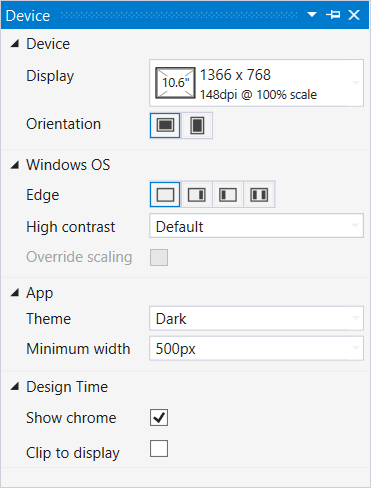 Device
Device
Display
10.6"
1366 x 768
148dpi @ 100% scale
Orientation
Windows OS
Edge
High contrast Default
Override scaling
App
Theme Dark
Minimum width 500px
Design Time
Show chrome
Clip to display